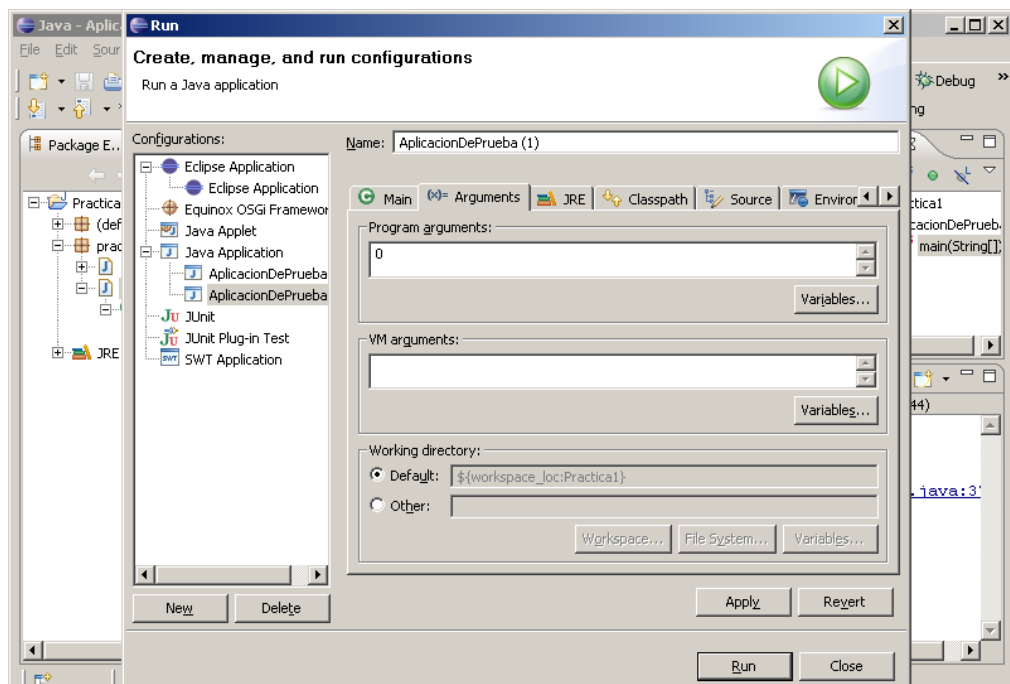 Java - Aplic
Run
File Edit Sour
Create, manage, and run configurations
Run a Java application
Debug »
ng
Package E...
Configurations:
Name: AplicacionDePrueba (1)
Eclipse Application
Eclipse Application
Equinox OSGi Framewor
Java Applet
Java Application
AplicacionDePrueba
AplicacionDePrueba
JUnit
JUnit Plug-in Test
SWT Application
Main (x)= Arguments JRE Classpath Source Enviror
Program arguments:
0
Variables...
VM arguments:
Variables...
Working directory:
Default: ${workspace_loc:Practica1}
Other:
Workspace... File System... Variables...
New Delete
Apply Revert
Run Close
Practica
(def
prac
JRE
tica1
cacionDePrueb
main(String[])
44)
.java:3